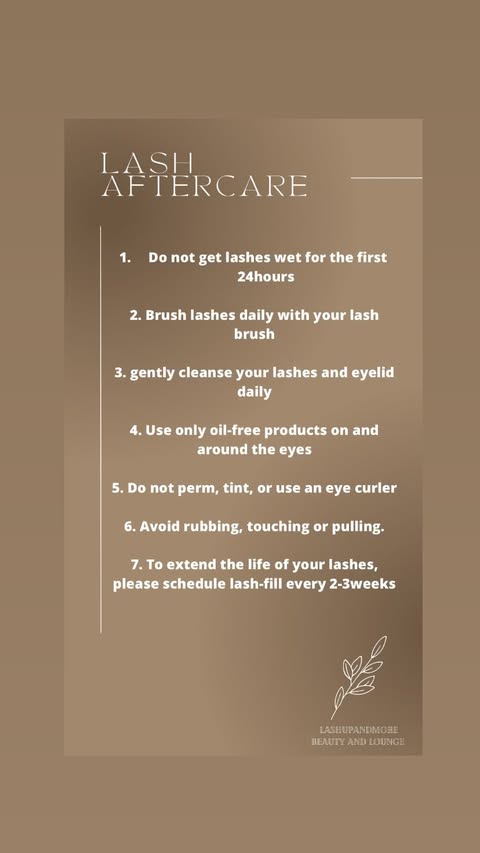 LASH
AFTERCARE
1. Do not get lashes wet for the first
24hours
2. Brush lashes daily with your lash
brush
3. gently cleanse your lashes and eyelid
daily
4. Use only oil-free products on and
around the eyes
5. Do not perm, tint, or use an eye curler
6. Avoid rubbing, touching or pulling.
7. To extend the life of your lashes,
please schedule lash-fill every 2-3weeks
LASHUPANDMORE
BEAUTY AND LOUNGE